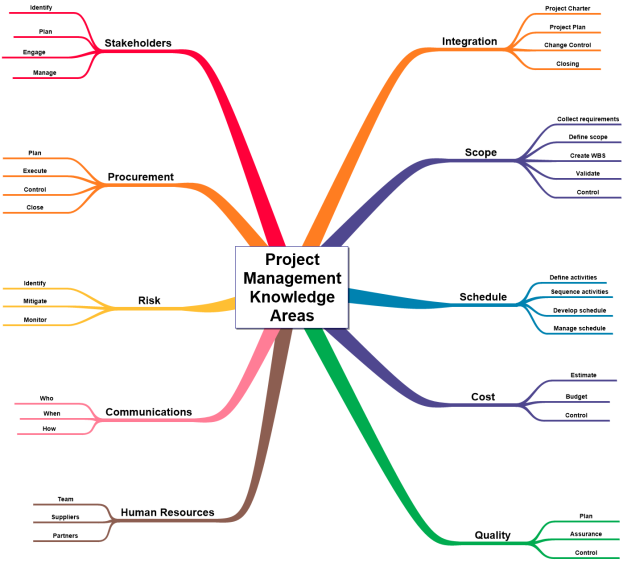 Project
Management
Knowledge
Areas
Stakeholders
Identify
Plan
Engage
Manage
Procurement
Plan
Execute
Control
Close
Risk
Identify
Mitigate
Monitor
Communications
Who
When
How
Human Resources
Team
Suppliers
Partners
Integration
Project Charter
Project Plan
Change Control
Closing
Scope
Collect requirements
Define scope
Create WBS
Validate
Control
Schedule
Define activities
Sequence activities
Develop schedule
Manage schedule
Cost
Estimate
Budget
Control
Quality
Plan
Assurance
Control